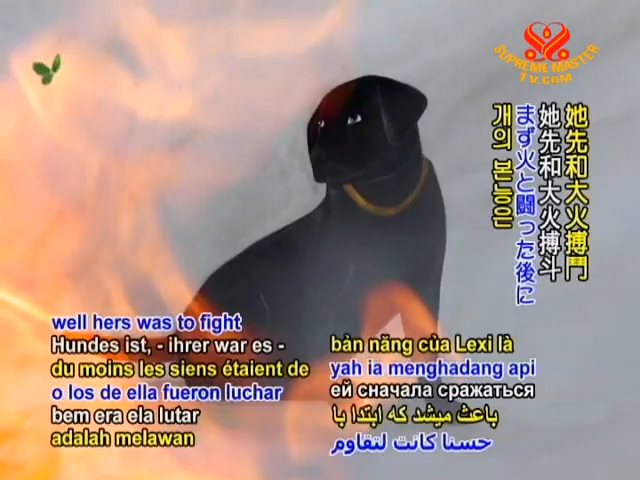 SUPREME MASTER
TV.COM
她先和大火搏鬥
她先和大火搏斗
まず火と闘った後に
개의 본능은
well hers was to fight
Hundes ist, - ihrer war es -
du moins les siens étaient de
o los de ella fueron luchar
bem era ela lutar
adalah melawan
bản năng của Lexi là
yah ia menghadang api
ей сначала сражаться
باعث میشد که ابتدا با
حسنا كانت لتقاوم